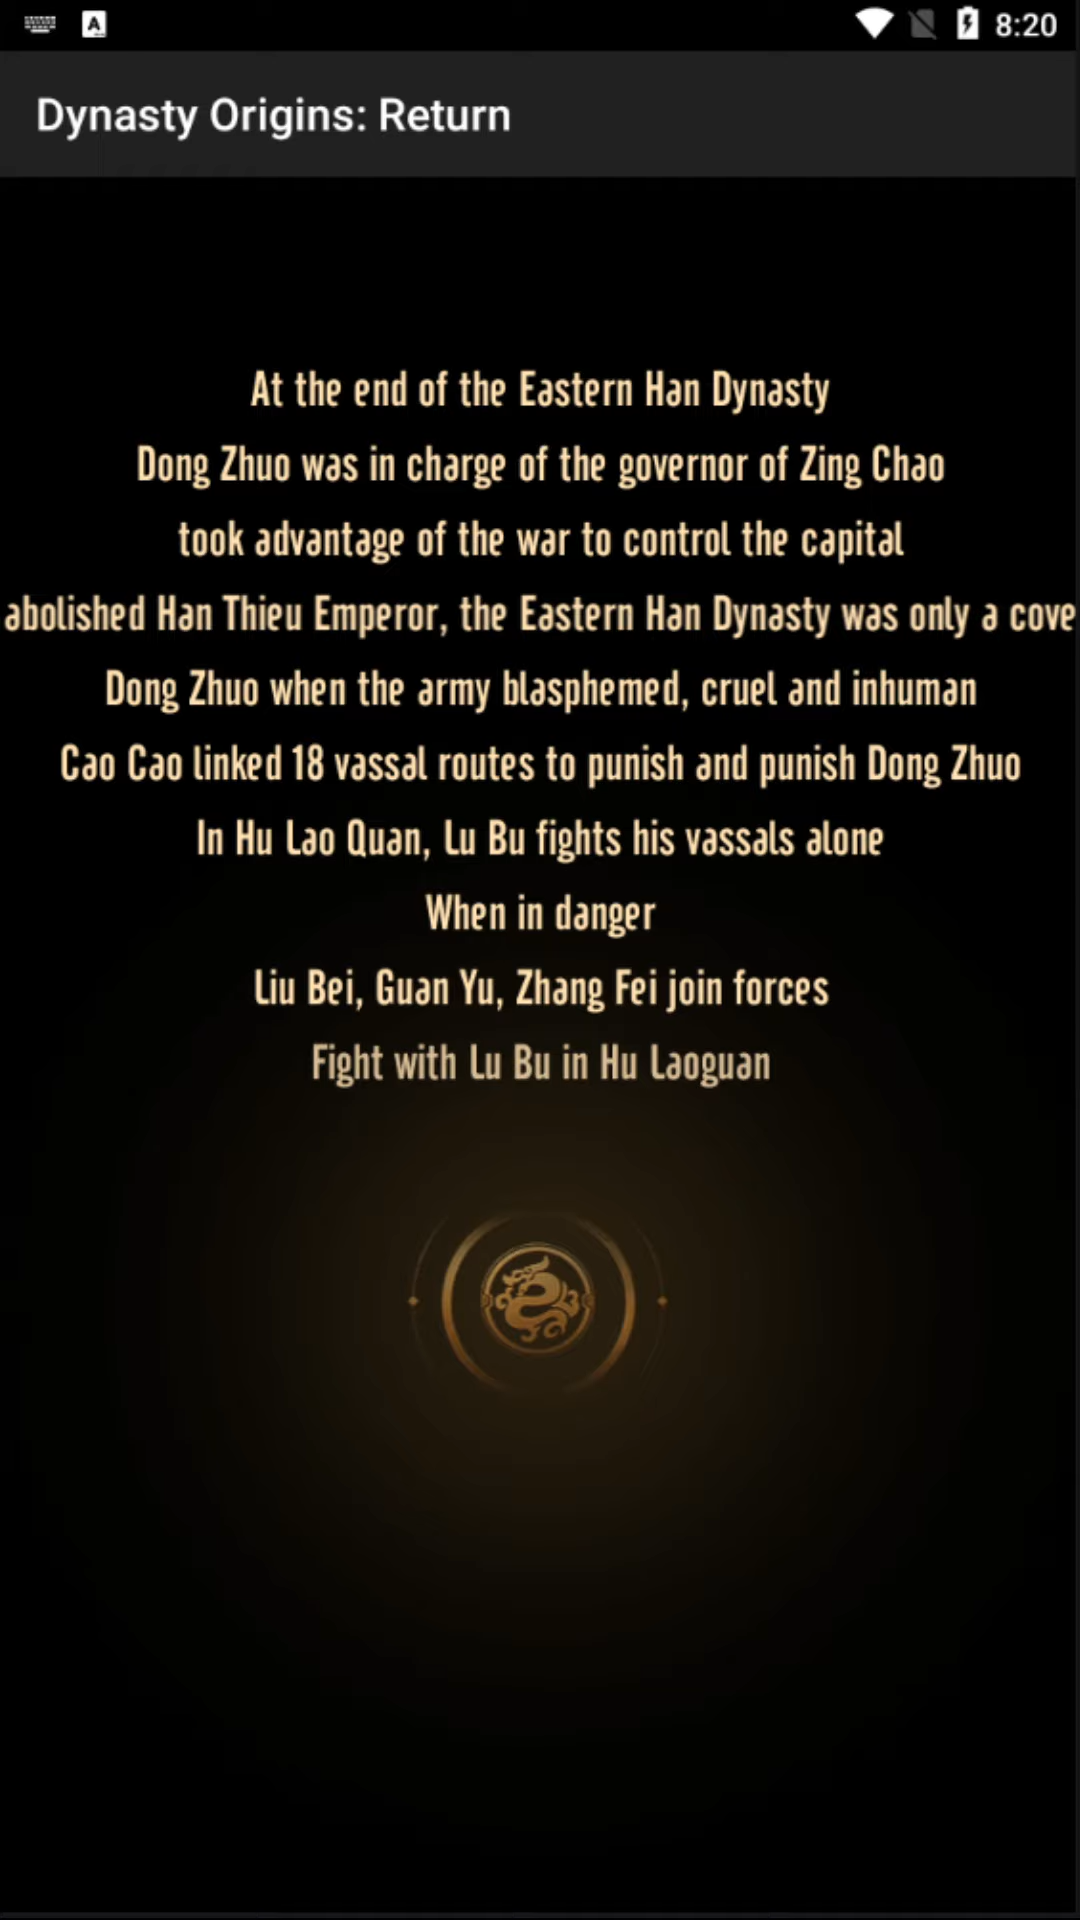 8:20
Dynasty Origins: Return
At the end of the Eastern Han Dynasty
Dong Zhuo was in charge of the governor of Zing Chao
took advantage of the war to control the capital
abolished Han Thieu Emperor, the Eastern Han Dynasty was only a cove
Dong Zhuo when the army blasphemed, cruel and inhuman
Cao Cao linked 18 vassal routes to punish and punish Dong Zhuo
In Hu Lao Quan, Lu Bu fights his vassals alone
When in danger
Liu Bei, Guan Yu, Zhang Fei join forces
Fight with Lu Bu in Hu Laoguan